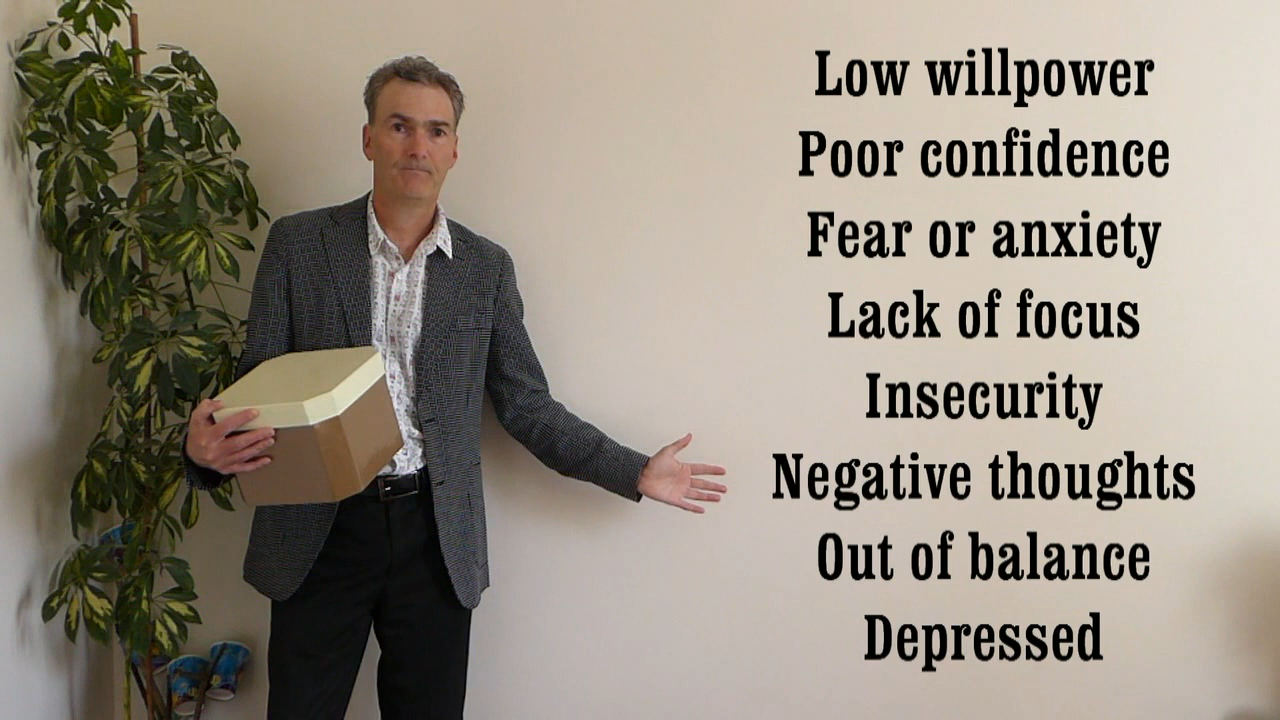 Low willpower
Poor confidence
Fear or anxiety
Lack of focus
Insecurity
Negative thoughts
Out of balance
Depressed